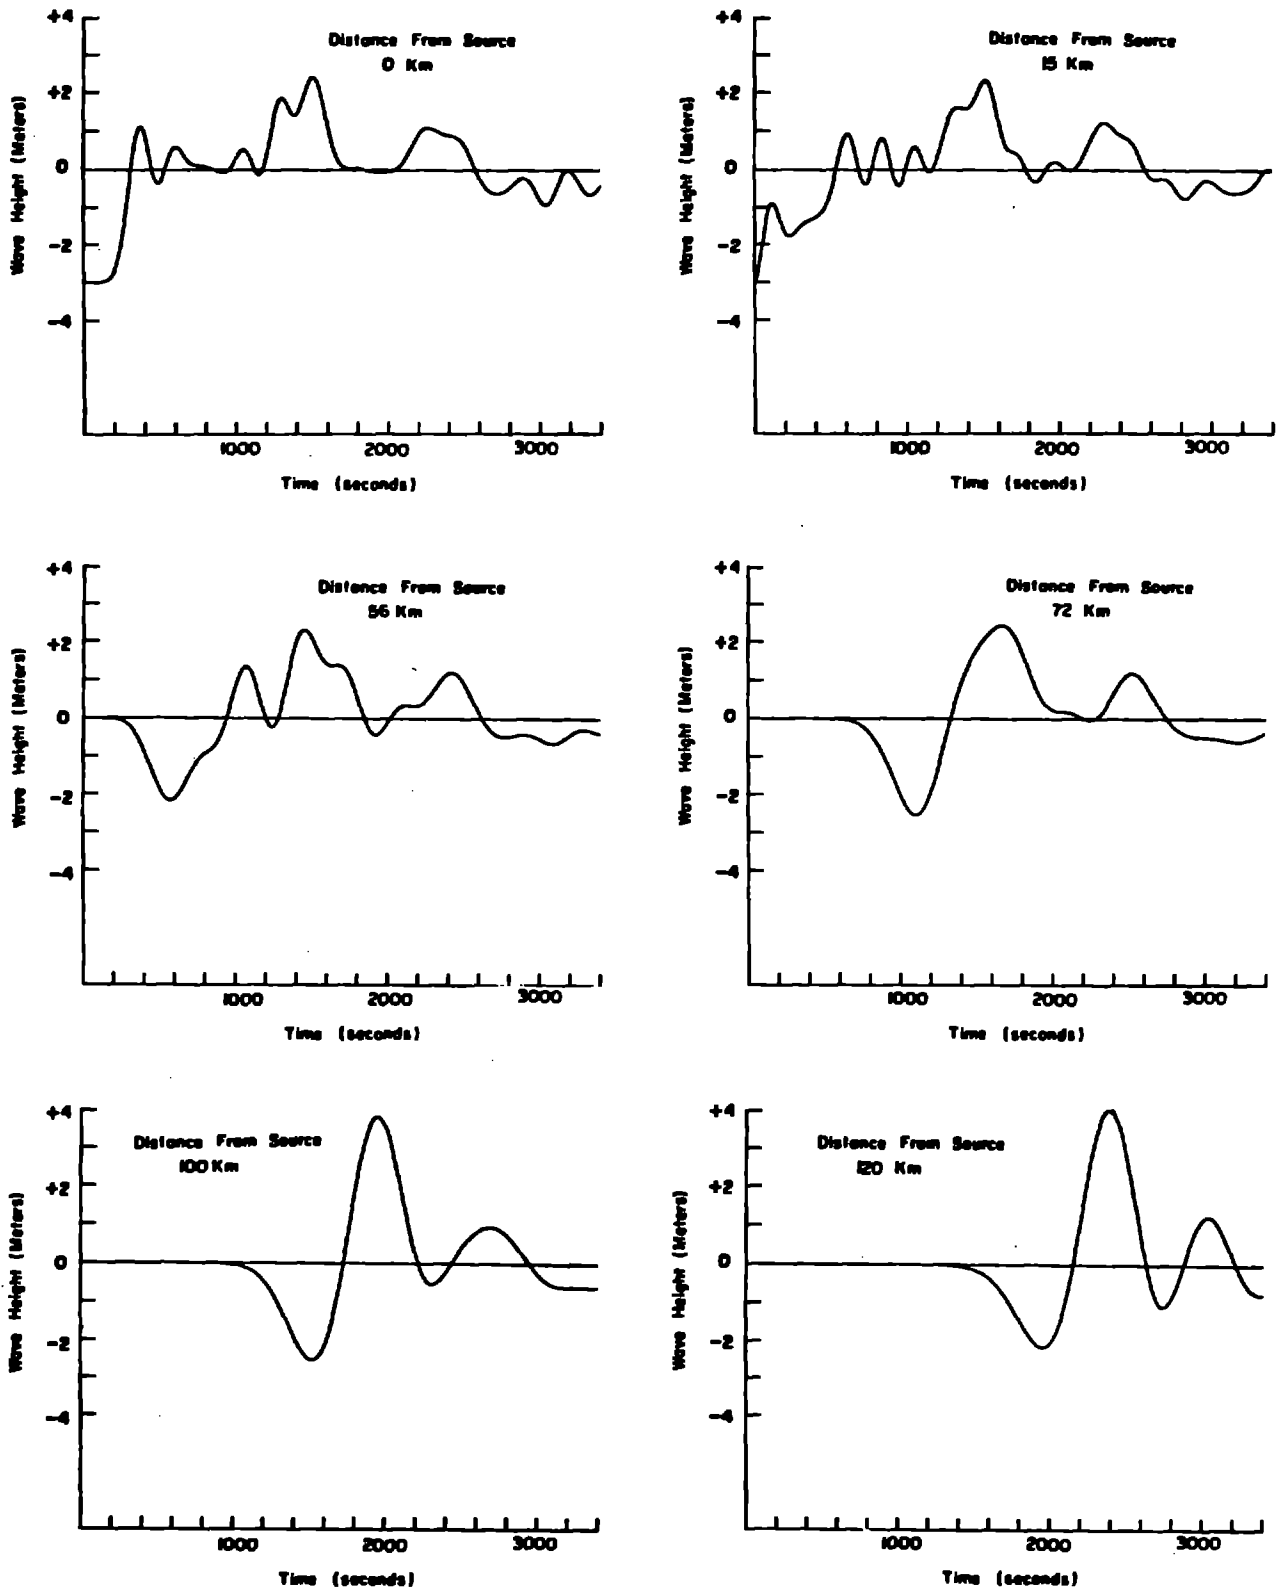 +4
+2
0
-2
-4
Wave Height (Meters)
Distance From Source
0 Km
1000
2000
3000
Time (seconds)
+4
+2
0
-2
-4
Wave Height (Meters)
Distance From Source
15 Km
1000
2000
3000
Time (seconds)
+4
+2
0
-2
-4
Wave Height (Meters)
Distance From Source
56 Km
1000
2000
3000
Time (seconds)
+4
+2
0
-2
-4
Wave Height (Meters)
Distance From Source
72 Km
1000
2000
3000
Time (seconds)
+4
+2
0
-2
-4
Wave Height (Meters)
Distance From Source
100 Km
1000
2000
3000
Time (seconds)
+4
+2
0
-2
-4
Wave Height (Meters)
Distance From Source
120 Km
1000
2000
3000
Time (seconds)